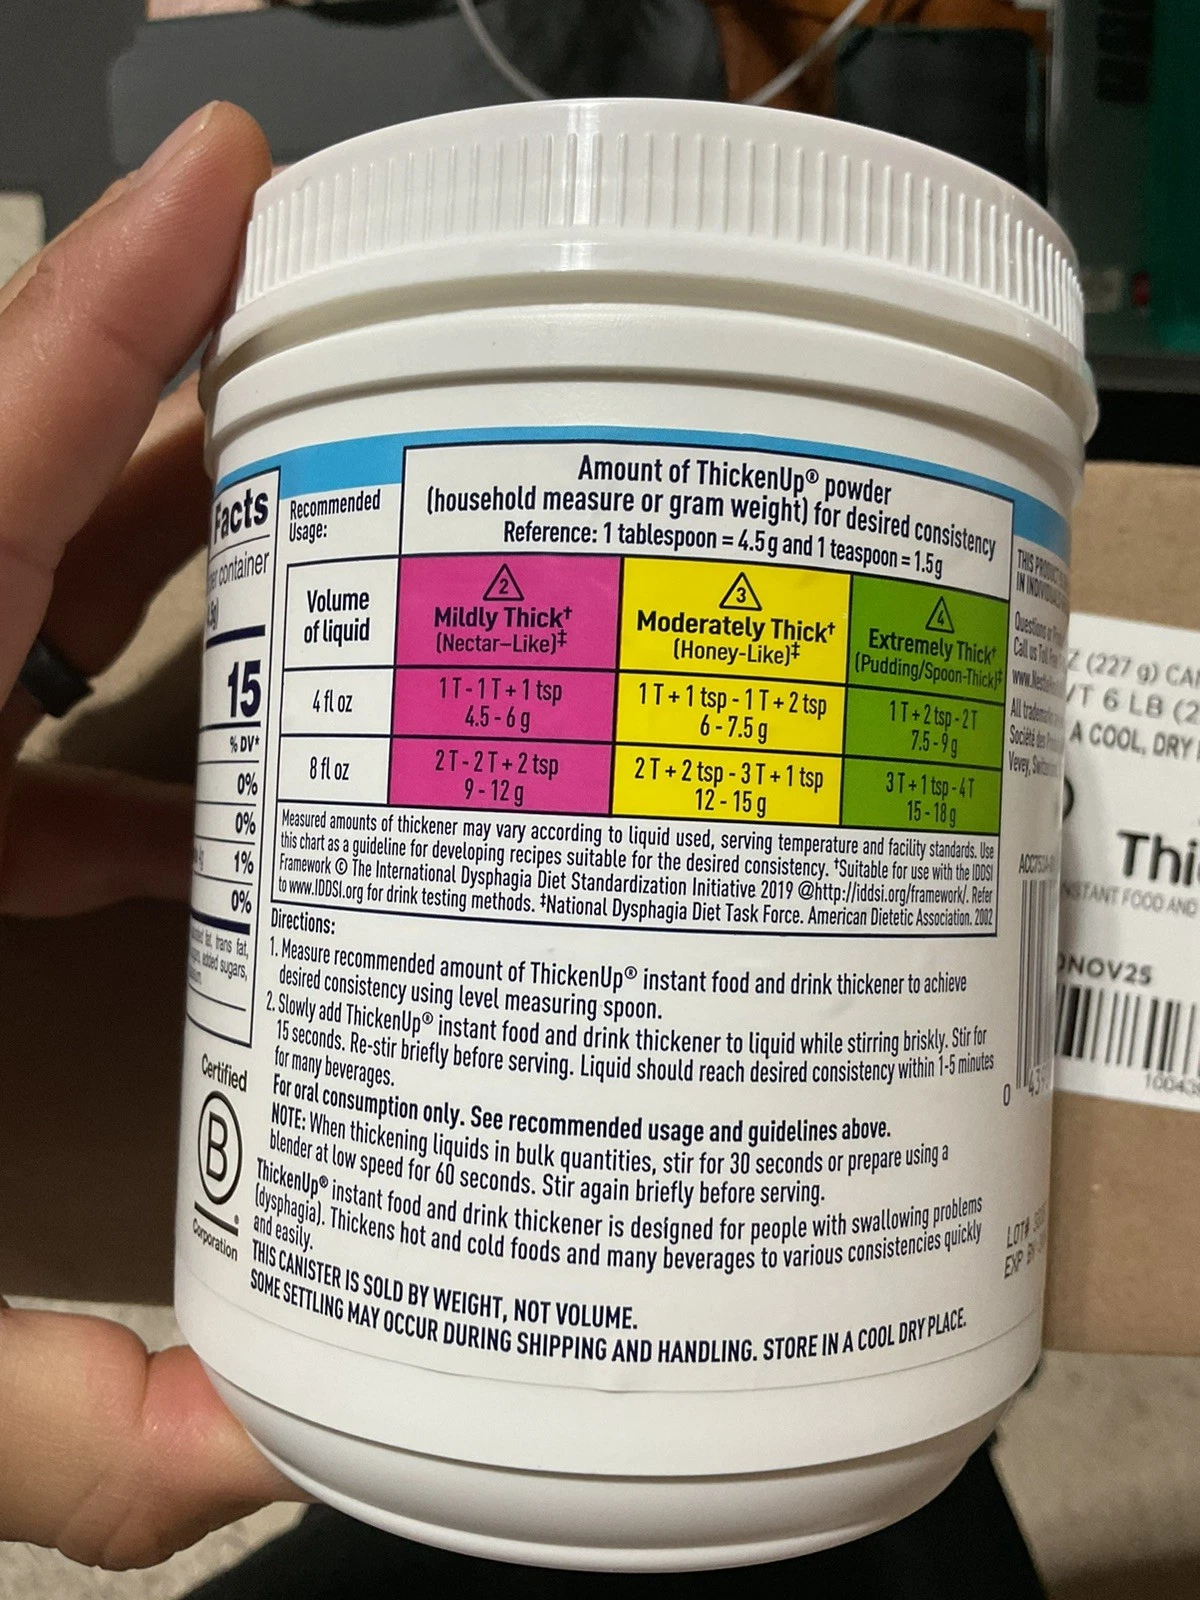 Facts
container
15
% DV*
0%
0%
1%
0%
trans fat,
added sugars,
Certified
B
Corporation
Recommended
Usage:
Amount of ThickenUp® powder
(household measure or gram weight) for desired consistency
Reference: 1 tablespoon = 4.5g and 1 teaspoon = 1.5g
Volume
of liquid
2
Mildly Thick†
(Nectar–Like)‡
3
Moderately Thick†
(Honey-Like)‡
4
Extremely Thick†
(Pudding/Spoon-Thick)‡
4 fl oz
1 T - 1 T + 1 tsp
4.5 - 6 g
1 T + 1 tsp - 1 T + 2 tsp
6 - 7.5 g
1 T + 2 tsp - 2 T
7.5 - 9 g
8 fl oz
2 T - 2 T + 2 tsp
9 - 12 g
2 T + 2 tsp - 3 T + 1 tsp
12 - 15 g
3 T + 1 tsp - 4 T
15 - 18 g
Measured amounts of thickener may vary according to liquid used, serving temperature and facility standards. Use
this chart as a guideline for developing recipes suitable for the desired consistency. †Suitable for use with the IDDSI
Framework © The International Dysphagia Diet Standardization Initiative 2019 @http://iddsi.org/framework/. Refer
to www.IDDSI.org for drink testing methods. ‡National Dysphagia Diet Task Force. American Dietetic Association. 2002
Directions:
1. Measure recommended amount of ThickenUp® instant food and drink thickener to achieve
desired consistency using level measuring spoon.
2. Slowly add ThickenUp® instant food and drink thickener to liquid while stirring briskly. Stir for
15 seconds. Re-stir briefly before serving. Liquid should reach desired consistency within 1-5 minutes
for many beverages.
For oral consumption only. See recommended usage and guidelines above.
NOTE: When thickening liquids in bulk quantities, stir for 30 seconds or prepare using a
blender at low speed for 60 seconds. Stir again briefly before serving.
ThickenUp® instant food and drink thickener is designed for people with swallowing problems
(dysphagia). Thickens hot and cold foods and many beverages to various consistencies quickly
and easily.
THIS CANISTER IS SOLD BY WEIGHT, NOT VOLUME.
SOME SETTLING MAY OCCUR DURING SHIPPING AND HANDLING. STORE IN A COOL DRY PLACE.
THIS
IN
Call us Toll
All
Société des
Vevey,
0
LOT#
EXP
Z (227 g) CA
/T 6 LB (2
A COOL, DRY
Thi
INSTANT FOOD AND
NOV25